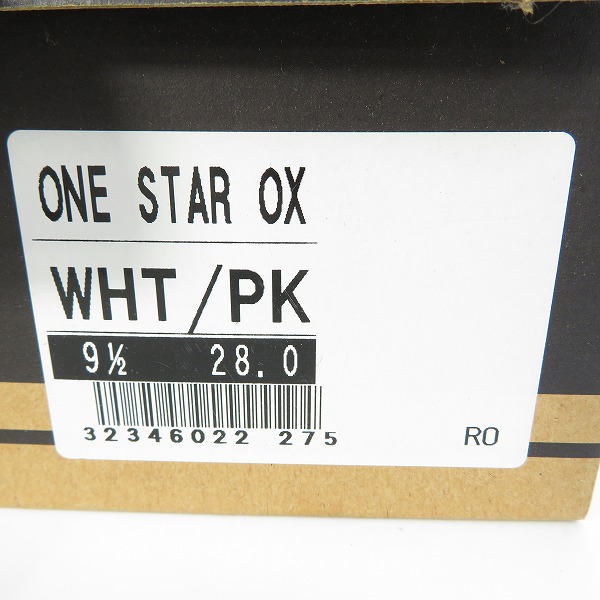 ONE STAR OX
WHT/PK
9½ 28.0
32346022 275
RO